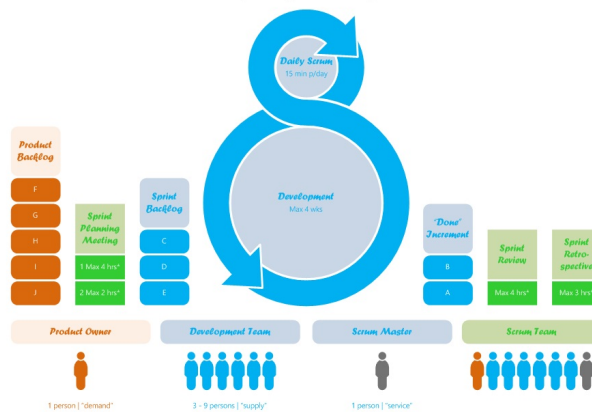 Daily Scrum
15 min p/day
Product
Backlog
F
G
H
I
J
Sprint
Planning
Meeting
1 Max 4 hrs*
2 Max 2 hrs*
Sprint
Backlog
C
D
E
Development
Max 4 wks.
'Done'
Increment
B
A
Sprint
Review
Max 4 hrs*
Sprint
Retro-
spective
Max 3 hrs*
Product Owner
Development Team
Scrum Master
Scrum Team
1 person | "demand"
3 - 9 persons | "supply"
1 person | "service"